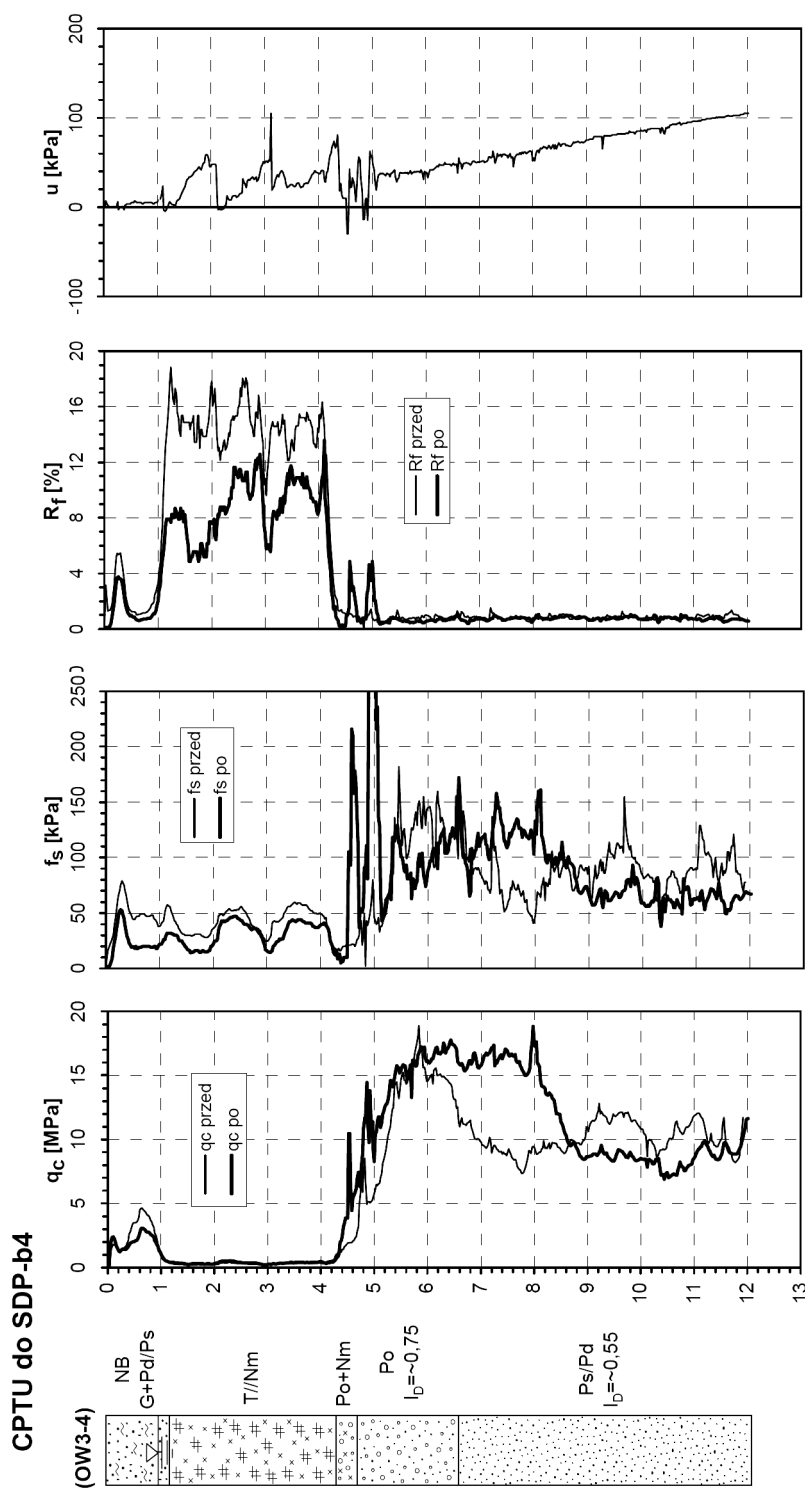 CPTU do SDP-b4
(OW3-4)
NB
G+Pd/Ps
T//Nm
Po+Nm
Po
I_D=~0,75
Ps/Pd
I_D=~0,55
q_c [MPa]
0
5
10
15
20
qc przed
qc po
0
1
2
3
4
5
6
7
8
9
10
11
12
13
f_s [kPa]
0
50
100
150
200
250
fs przed
fs po
R_f [%]
0
4
8
12
16
20
Rf przed
Rf po
u [kPa]
-100
0
100
200